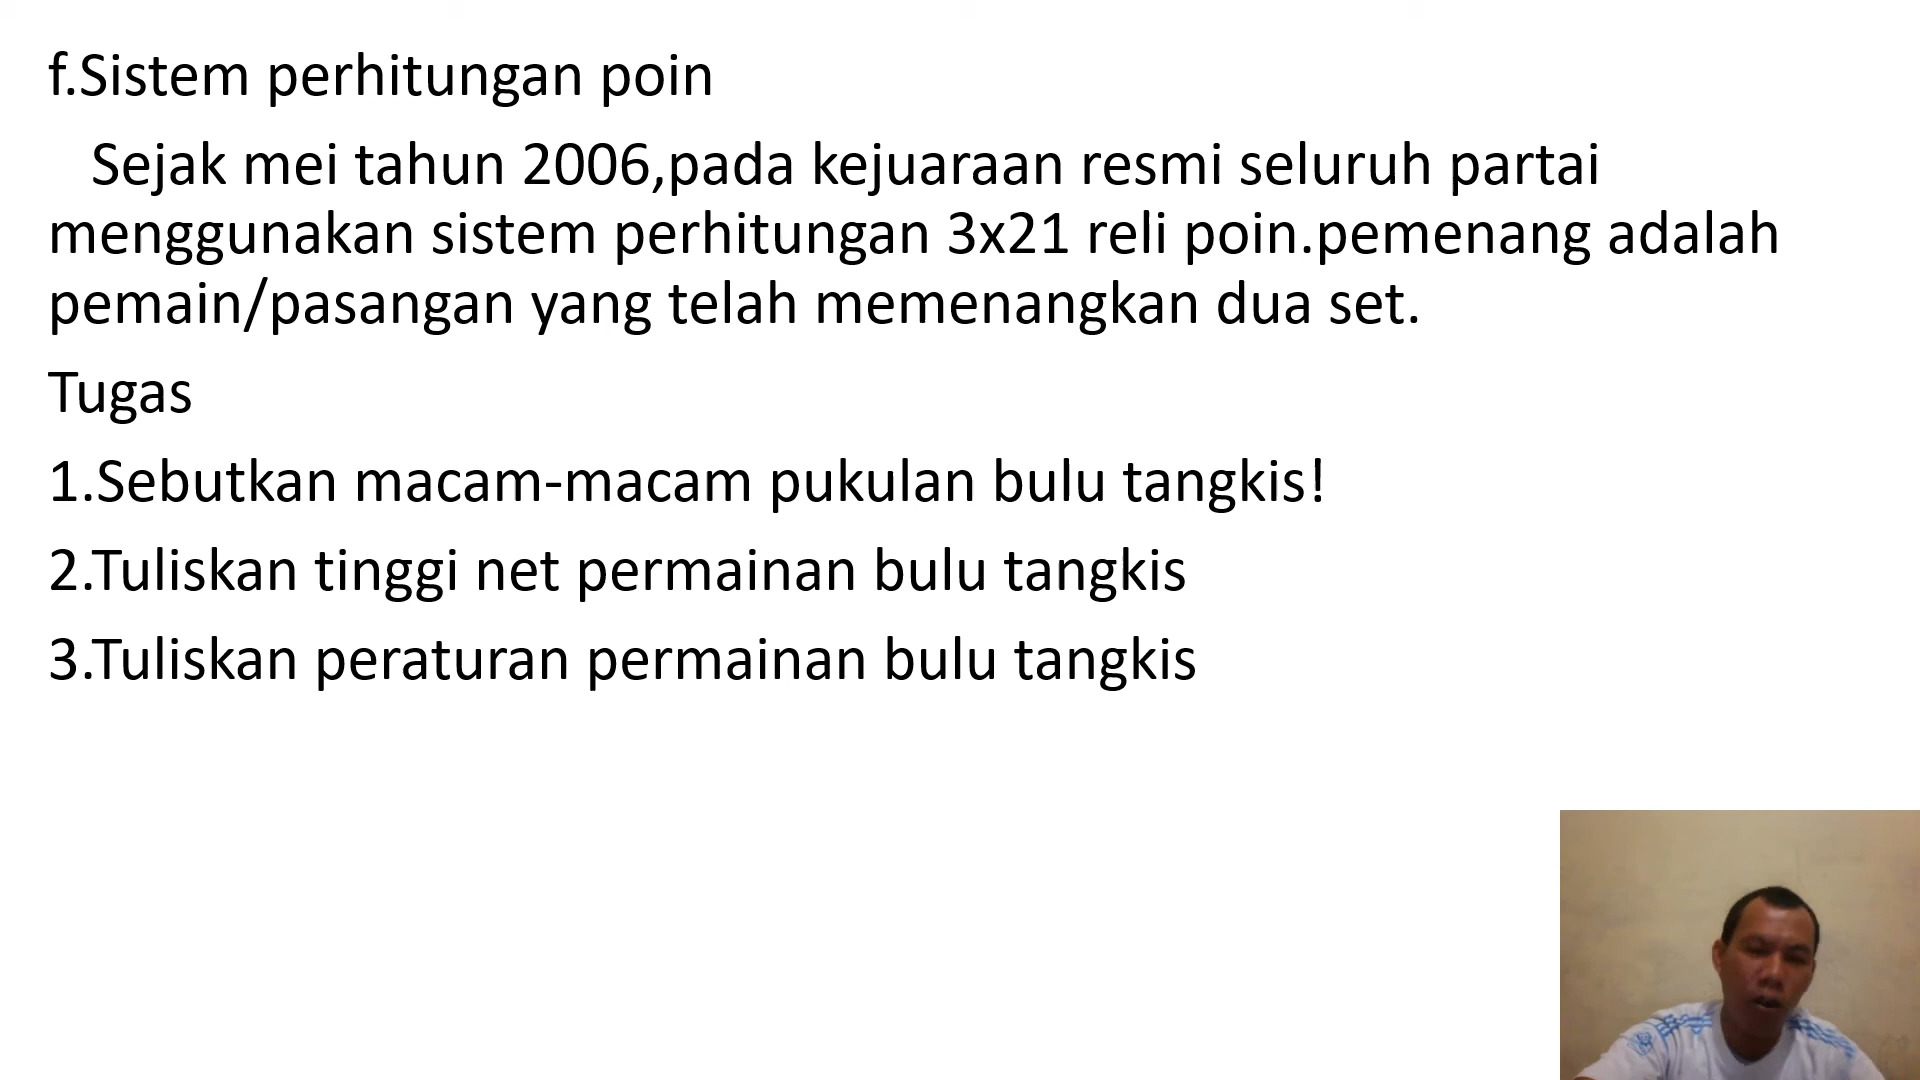 f.Sistem perhitungan poin
Sejak mei tahun 2006,pada kejuaraan resmi seluruh partai
menggunakan sistem perhitungan 3x21 reli poin.pemenang adalah
pemain/pasangan yang telah memenangkan dua set.
Tugas
1.Sebutkan macam-macam pukulan bulu tangkis!
2.Tuliskan tinggi net permainan bulu tangkis
3.Tuliskan peraturan permainan bulu tangkis